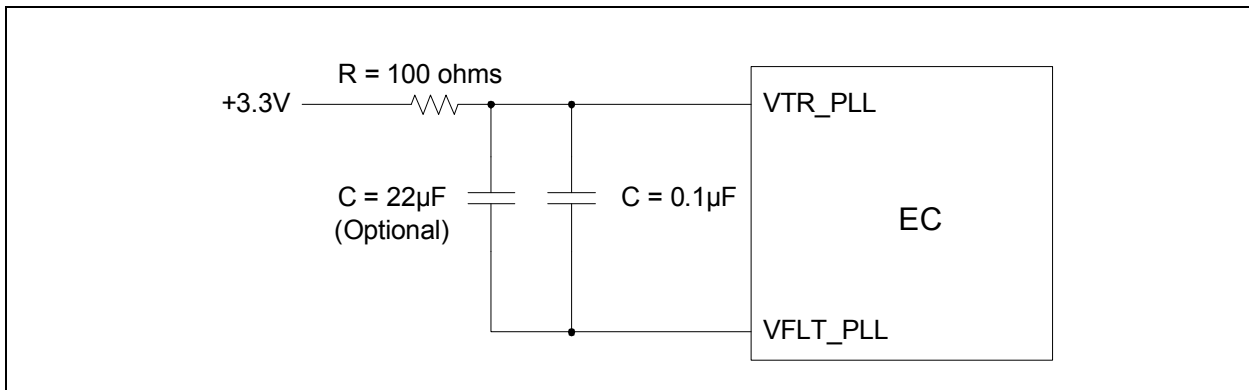 R = 100 ohms
+3.3V
VTR_PLL
C = 22µF
(Optional)
C = 0.1µF
EC
VFLT_PLL